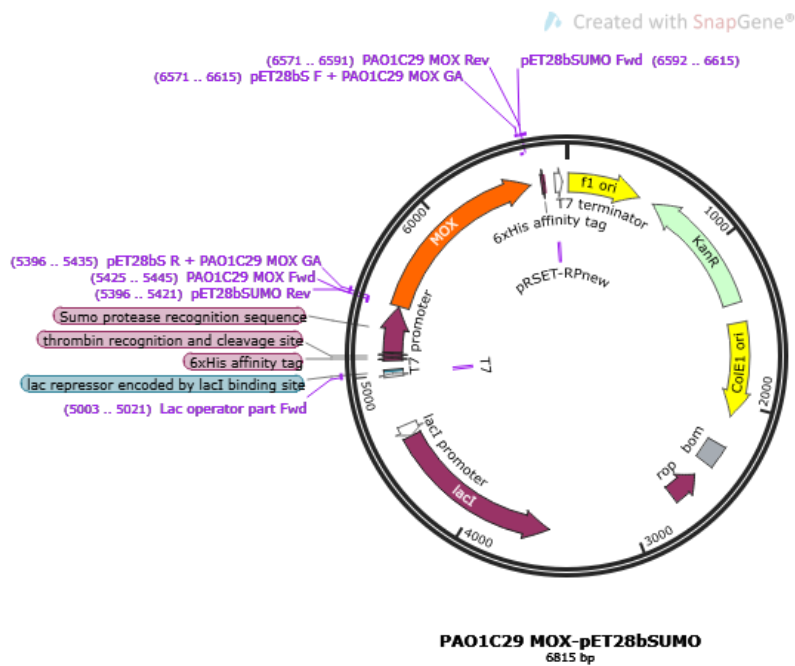 Created with SnapGene®
(6571 .. 6591) PAO1C29 MOX Rev
pET28bSUMO Fwd (6592 .. 6615)
(6571 .. 6615) pET28bS F + PAO1C29 MOX GA
f1 ori
T7 terminator
6xHis affinity tag
pRSET-RPnew
MOX
6000
1000
KanR
(5396 .. 5435) pET28bS R + PAO1C29 MOX GA
(5425 .. 5445) PAO1C29 MOX Fwd
(5396 .. 5421) pET28bSUMO Rev
Sumo protease recognition sequence
thrombin recognition and cleavage site
6xHis affinity tag
lac repressor encoded by lacI binding site
(5003 .. 5021) Lac operator part Fwd
T7 promoter
T7
5000
ColE1 ori
2000
bom
rop
lacI promoter
lacI
4000
3000
PAO1C29 MOX-pET28bSUMO
6815 bp